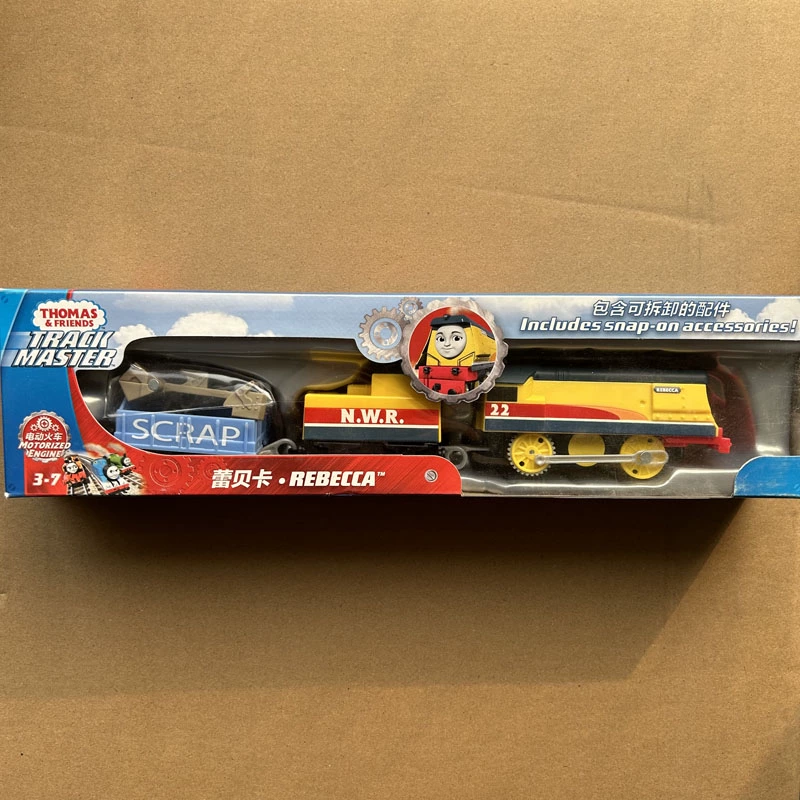 THOMAS
& FRIENDS
TRACK
MASTER
包含可拆卸的配件
Includes snap-on accessories!
REBECCA
22
N.W.R.
SCRAP
电动火车
MOTORIZED
ENGINE
3-7
蕾贝卡·REBECCA™